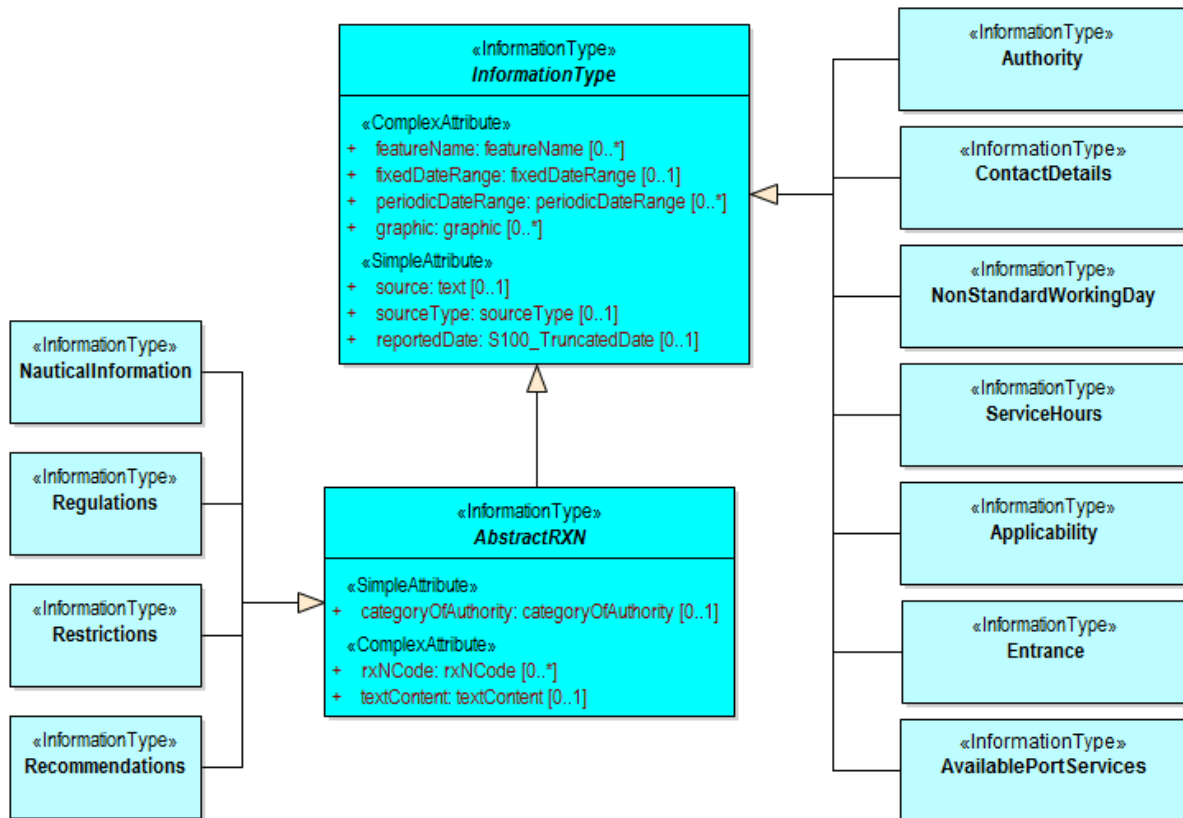 «InformationType»
InformationType
«ComplexAttribute»
+ featureName: featureName [0..*]
+ fixedDateRange: fixedDateRange [0..1]
+ periodicDateRange: periodicDateRange [0..*]
+ graphic: graphic [0..*]
«SimpleAttribute»
+ source: text [0..1]
+ sourceType: sourceType [0..1]
+ reportedDate: S100_TruncatedDate [0..1]
«InformationType»
Authority
«InformationType»
ContactDetails
«InformationType»
NonStandardWorkingDay
«InformationType»
ServiceHours
«InformationType»
Applicability
«InformationType»
Entrance
«InformationType»
AvailablePortServices
«InformationType»
NauticalInformation
«InformationType»
Regulations
«InformationType»
Restrictions
«InformationType»
Recommendations
«InformationType»
AbstractRXN
«SimpleAttribute»
+ categoryOfAuthority: categoryOfAuthority [0..1]
«ComplexAttribute»
+ rxNCode: rxNCode [0..*]
+ textContent: textContent [0..1]